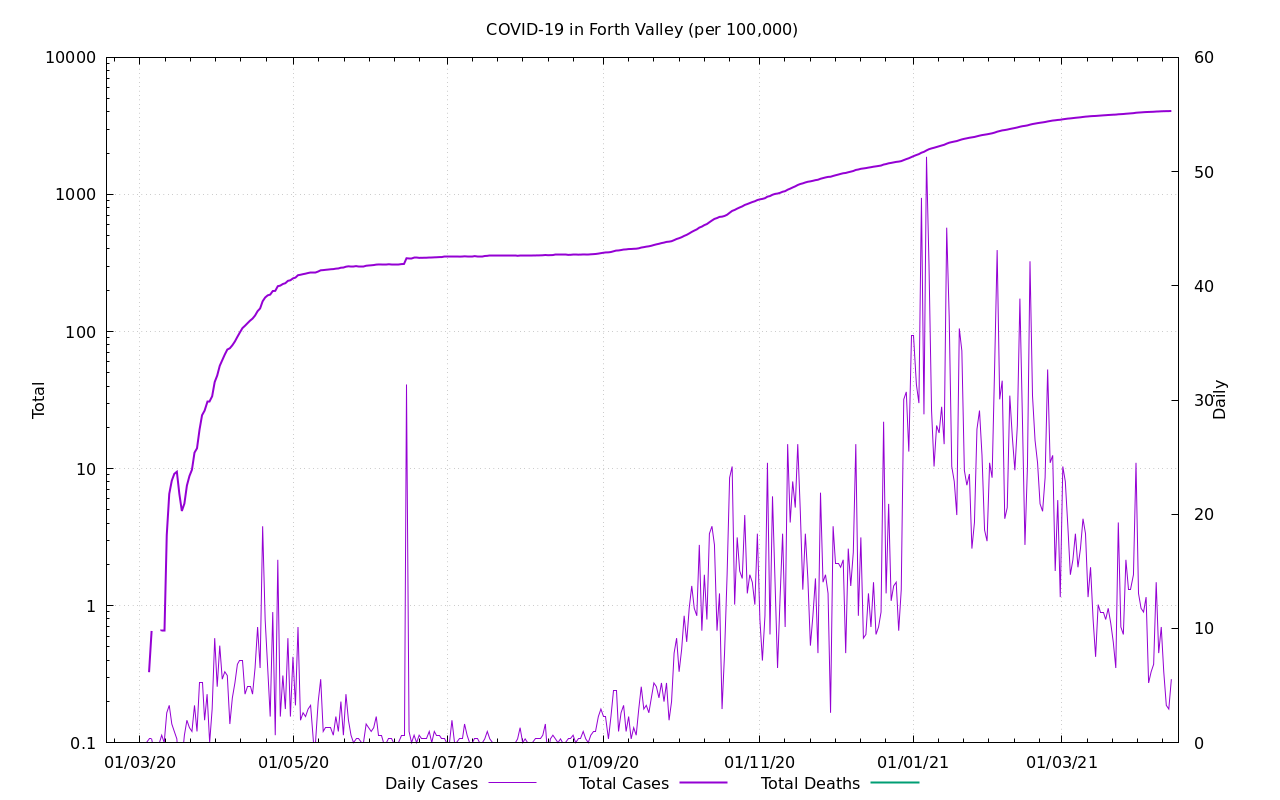 COVID-19 in Forth Valley (per 100,000)
10000
1000
100
10
1
0.1
Total
60
50
40
30
20
10
0
Daily
01/03/20 01/05/20 01/07/20 01/09/20 01/11/20 01/01/21 01/03/21
Daily Cases Total Cases Total Deaths